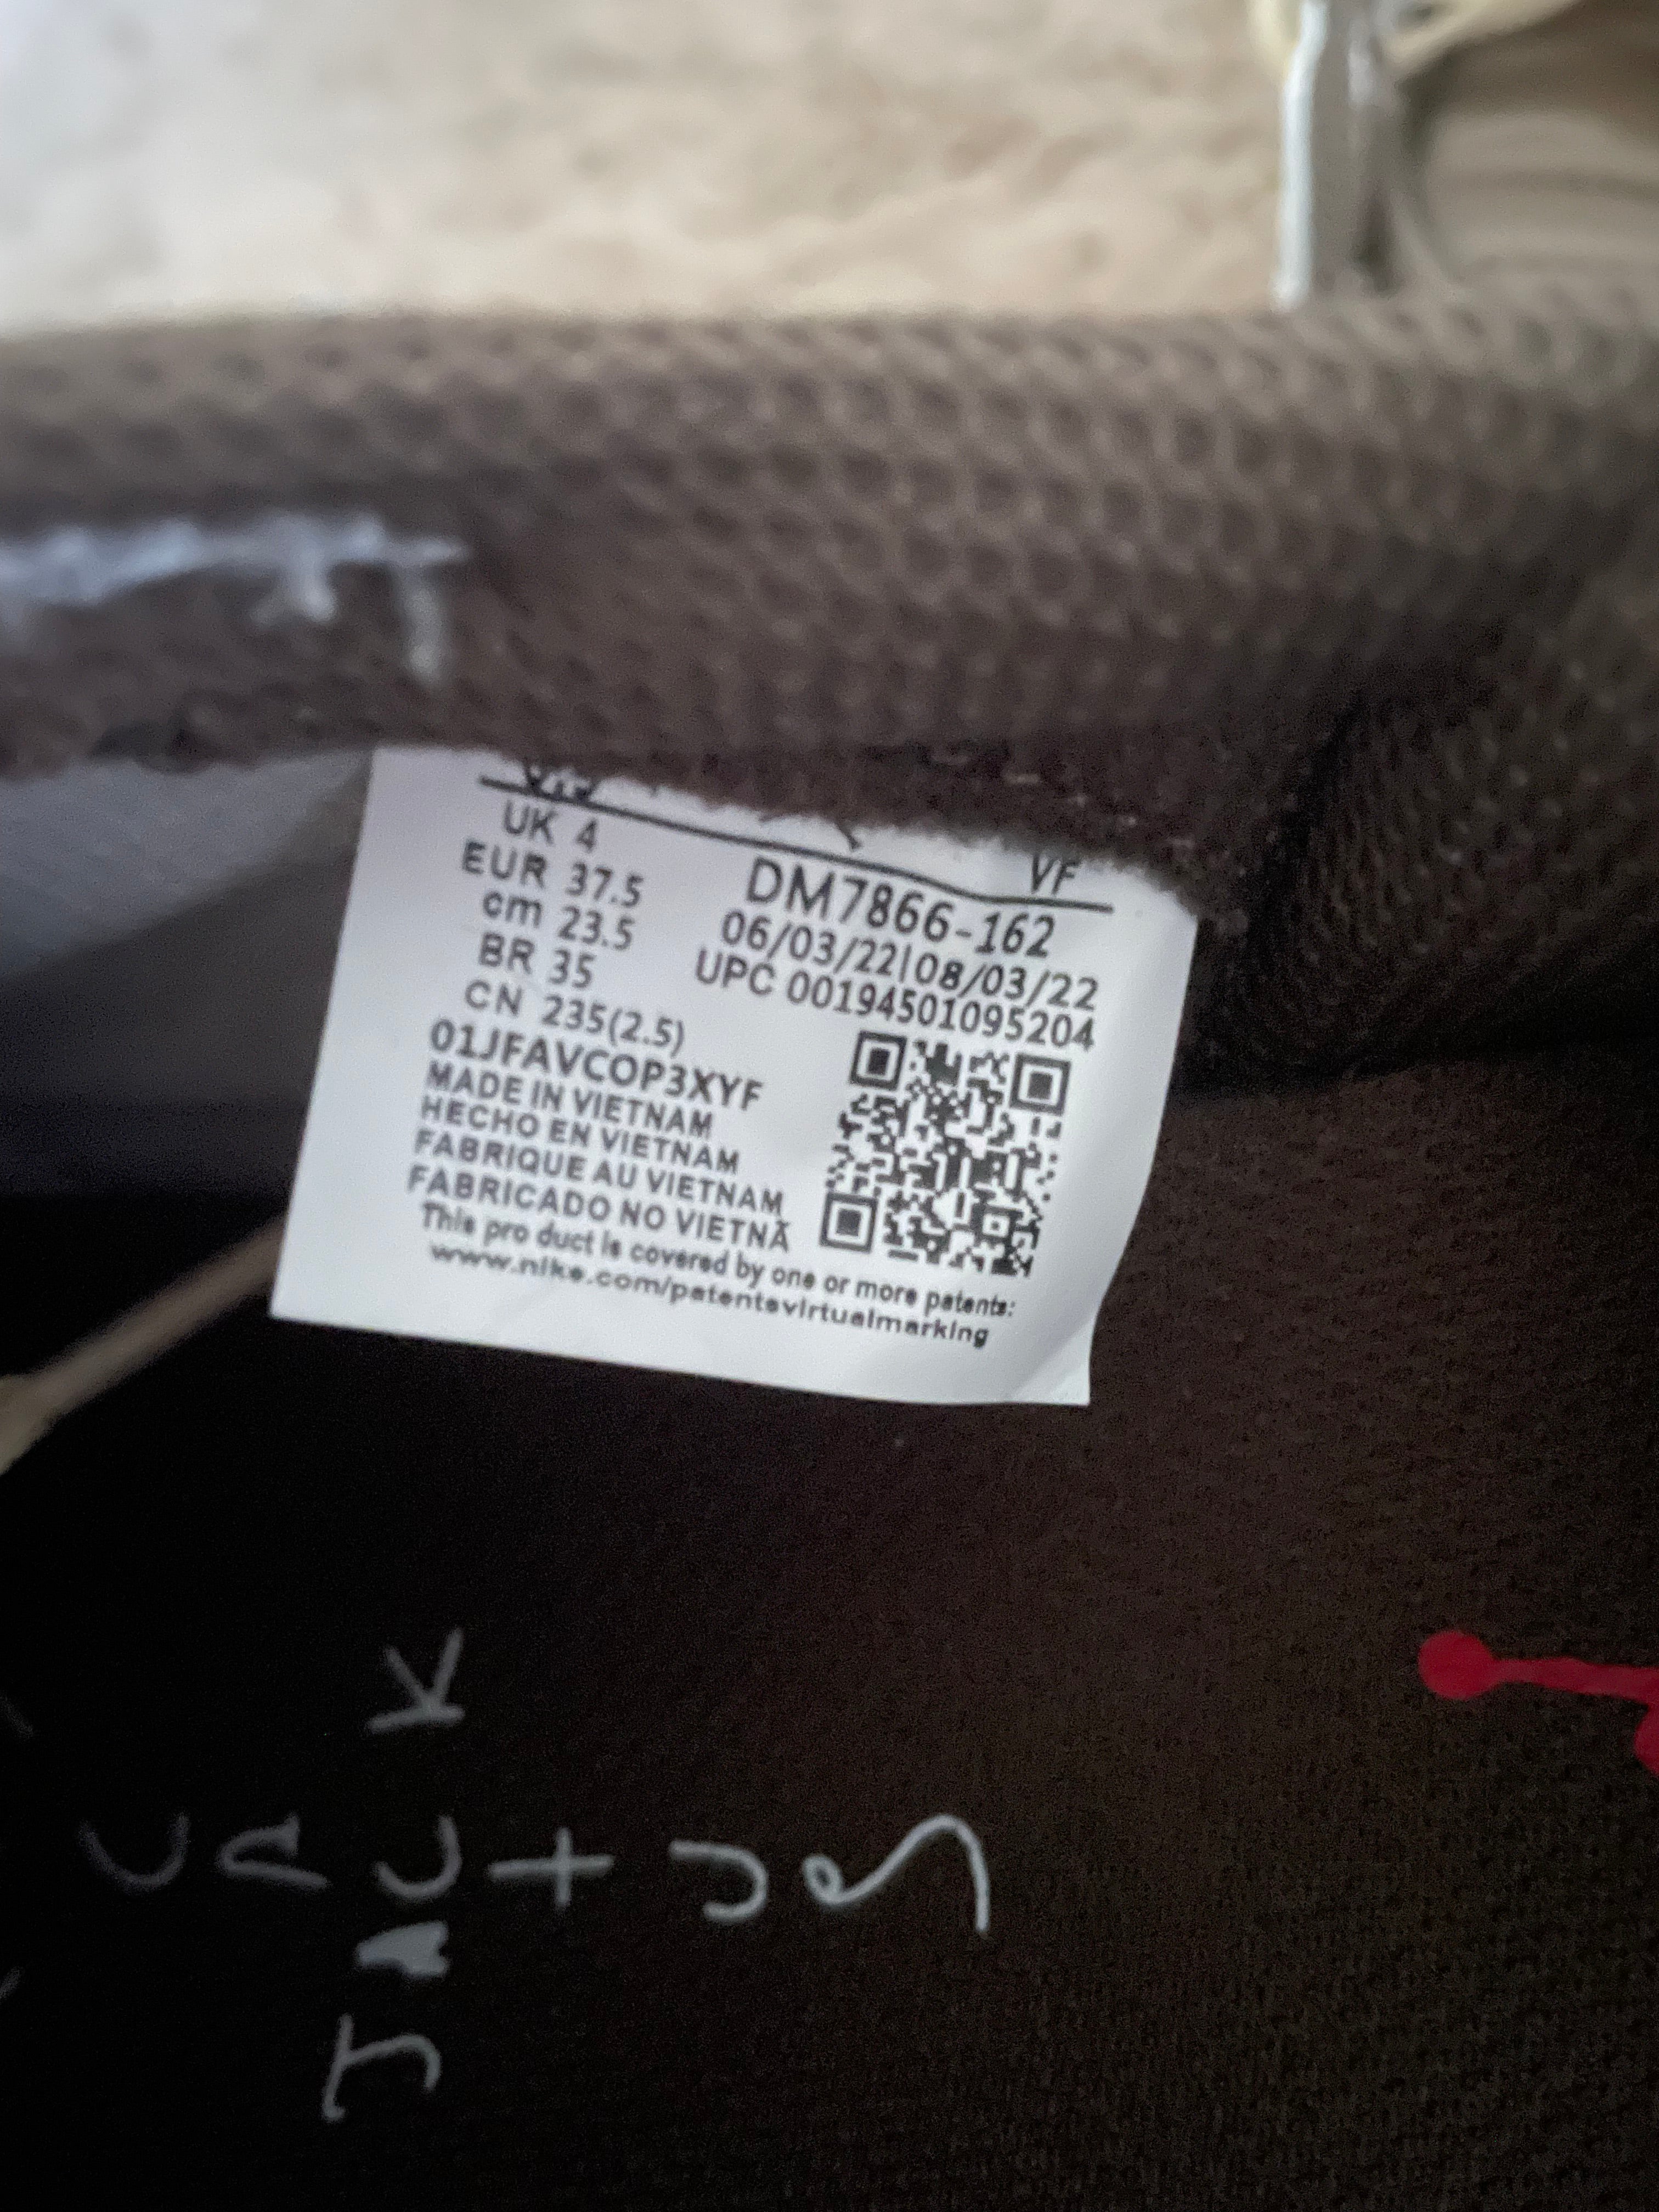 UK 4
EUR 37.5
cm 23.5
BR 35
CN 235(2.5)
VF
DM7866-162
06/03/22|08/03/22
UPC 00194501095204
01JFAVCOP3XYF
MADE IN VIETNAM
HECHO EN VIETNAM
FABRIQUE AU VIETNAM
FABRICADO NO VIETNÃ
This pro duct is covered by one or more patents:
www.nike.com/patentsvirtualmarking
JACK